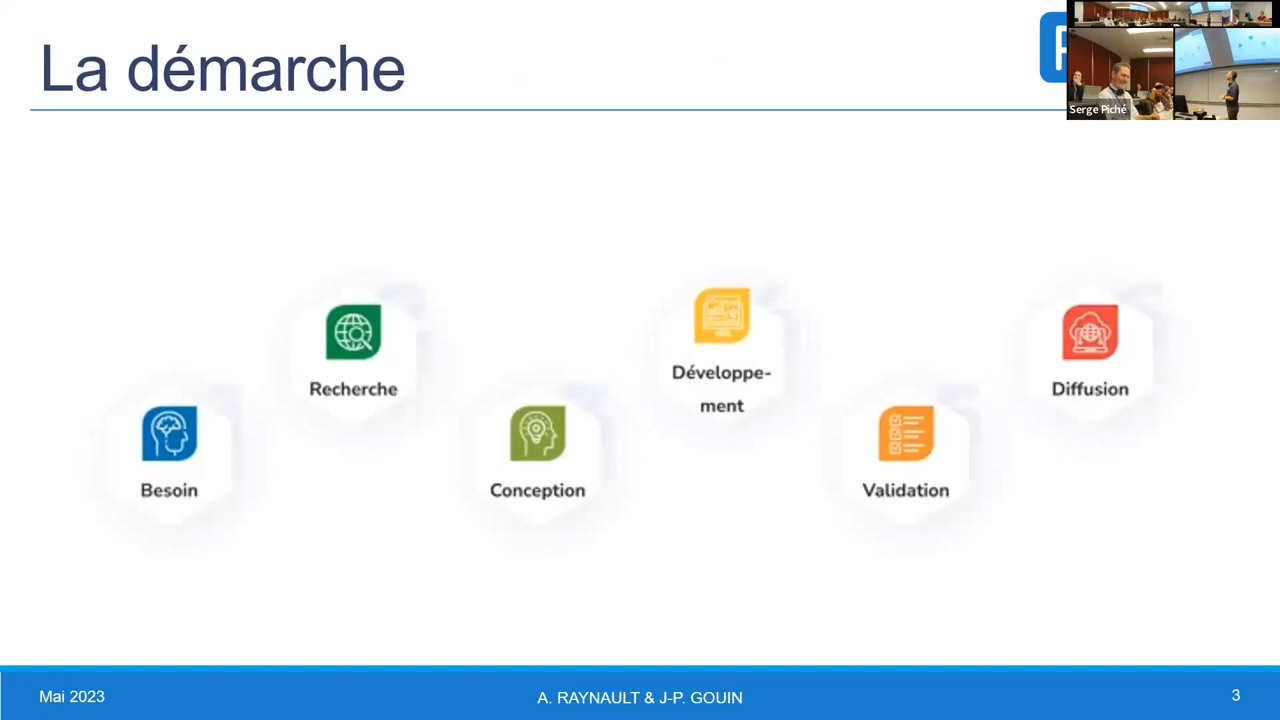 La démarche
Serge Piché
Besoin
Recherche
Conception
Développe-
ment
Validation
Diffusion
Mai 2023
A. RAYNAULT & J-P. GOUIN
3